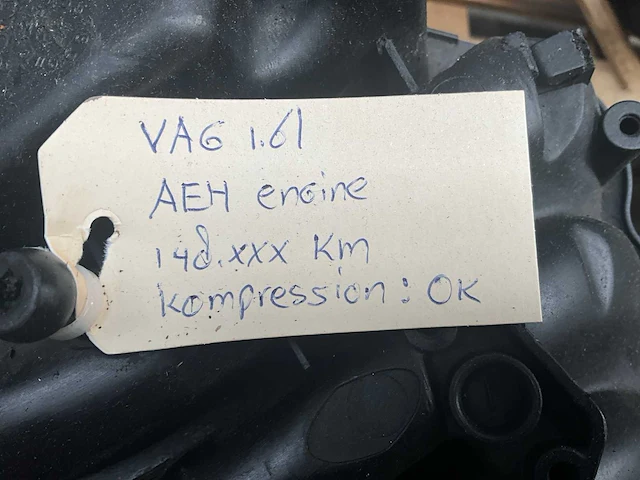 VAG 1.6l
AEH engine
148.xxx Km
Kompression: OK